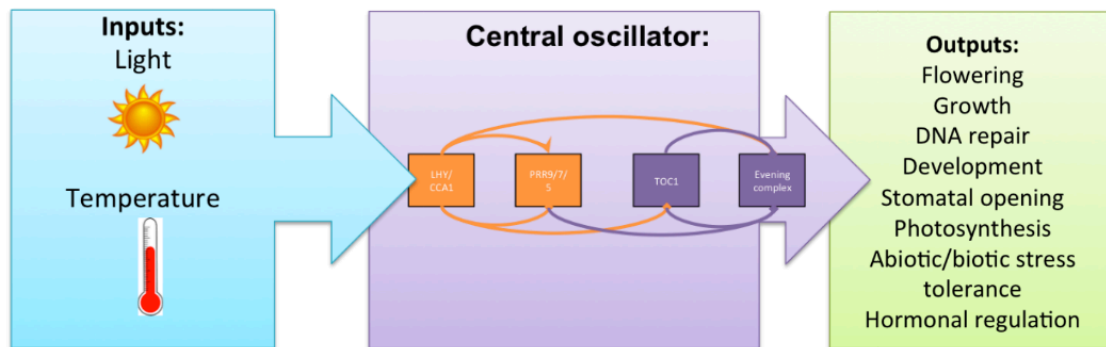 Inputs:
Light
Temperature
Central oscillator:
LHY/
CCA1
PRR9/7/
5
TOC1
Evening
complex
Outputs:
Flowering
Growth
DNA repair
Development
Stomatal opening
Photosynthesis
Abiotic/biotic stress
tolerance
Hormonal regulation